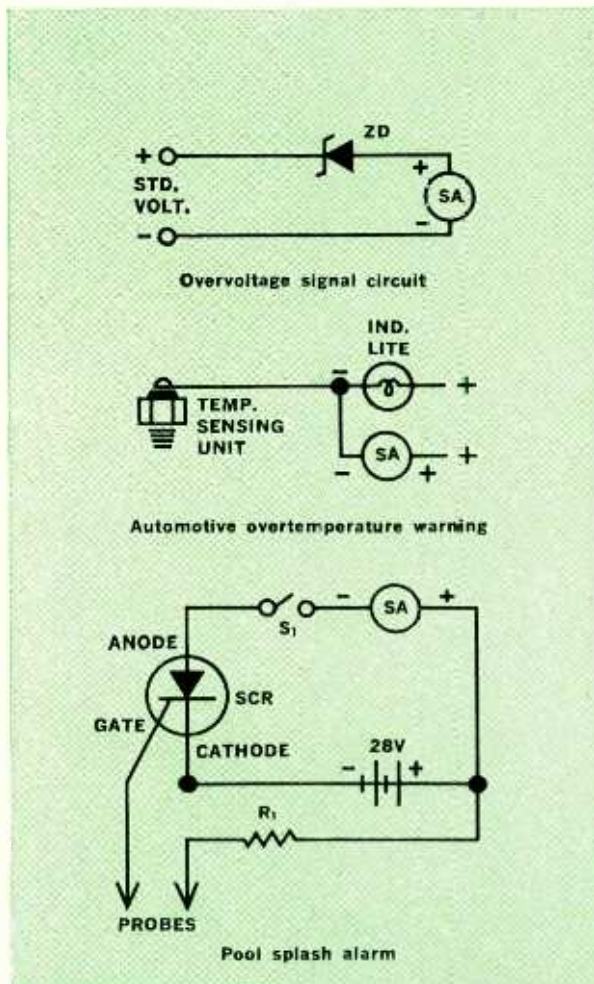 ZD
+
STD.
VOLT.
-
+
SA
-
Overvoltage signal circuit
IND.
LITE
- +
TEMP.
SENSING
UNIT
SA
- + +
Automotive overtemperature warning
- SA +
S1
ANODE
SCR
GATE
CATHODE
28V
- +
R1
PROBES
Pool splash alarm